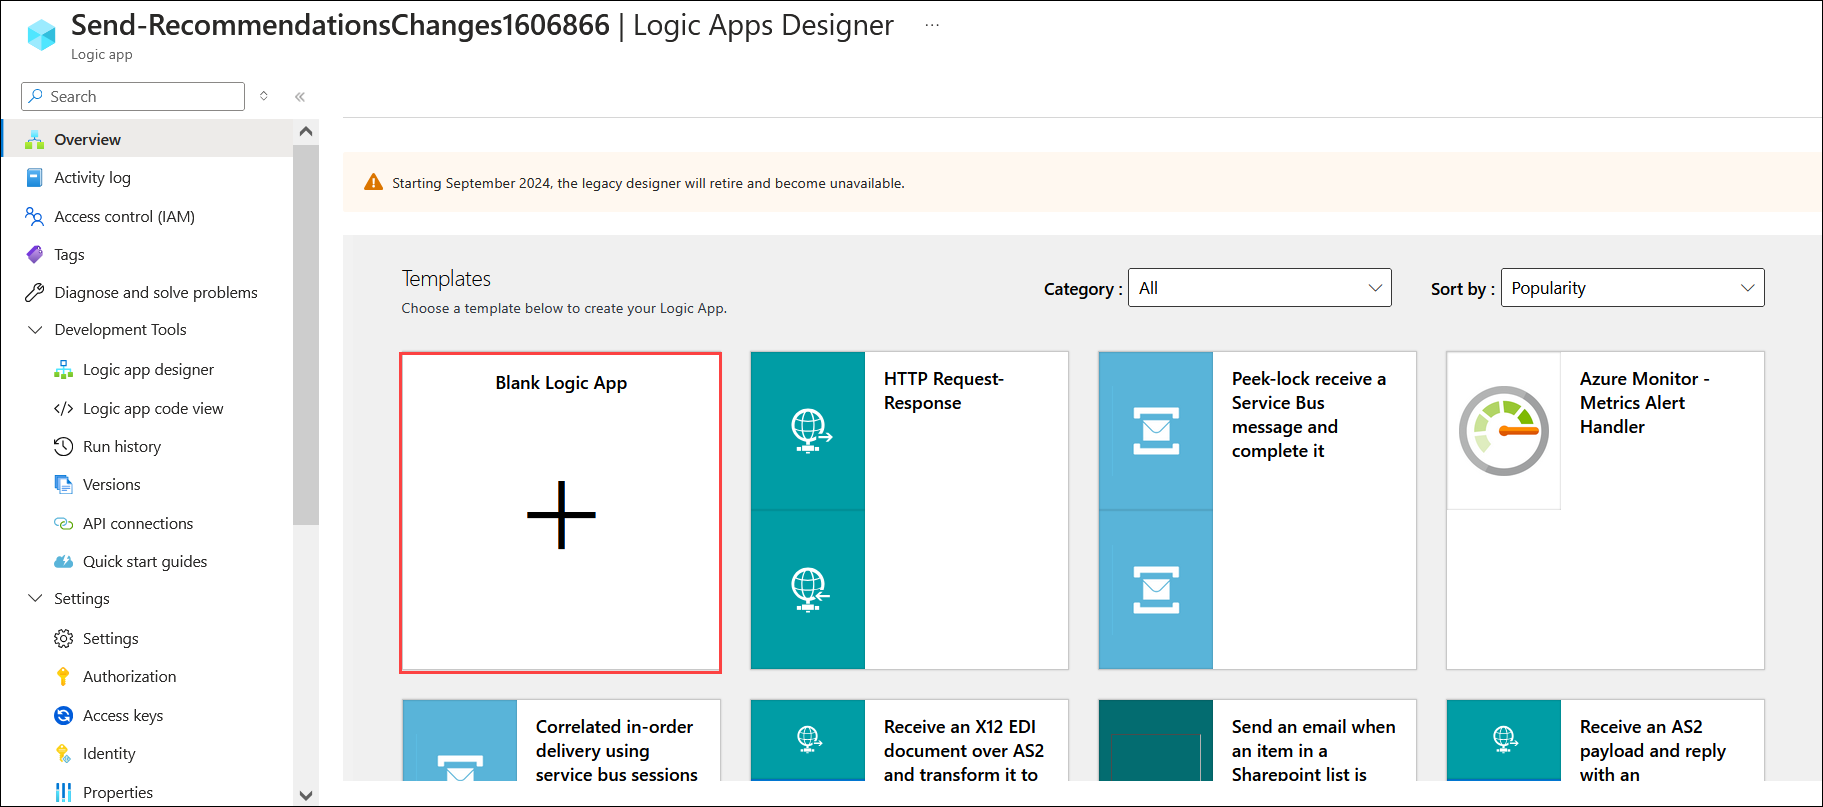 Send-RecommendationsChanges1606866 | Logic Apps Designer ...
Logic app
Search
Overview
Activity log
Access control (IAM)
Tags
Diagnose and solve problems
Development Tools
Logic app designer
Logic app code view
Run history
Versions
API connections
Quick start guides
Settings
Settings
Authorization
Access keys
Identity
Properties
Starting September 2024, the legacy designer will retire and become unavailable.
Templates
Choose a template below to create your Logic App.
Category :
All
Sort by :
Popularity
Blank Logic App
HTTP Request-
Response
Peek-lock receive a
Service Bus
message and
complete it
Azure Monitor -
Metrics Alert
Handler
Correlated in-order
delivery using
service bus sessions
Receive an X12 EDI
document over AS2
and transform it to
Send an email when
an item in a
Sharepoint list is
Receive an AS2
payload and reply
with an